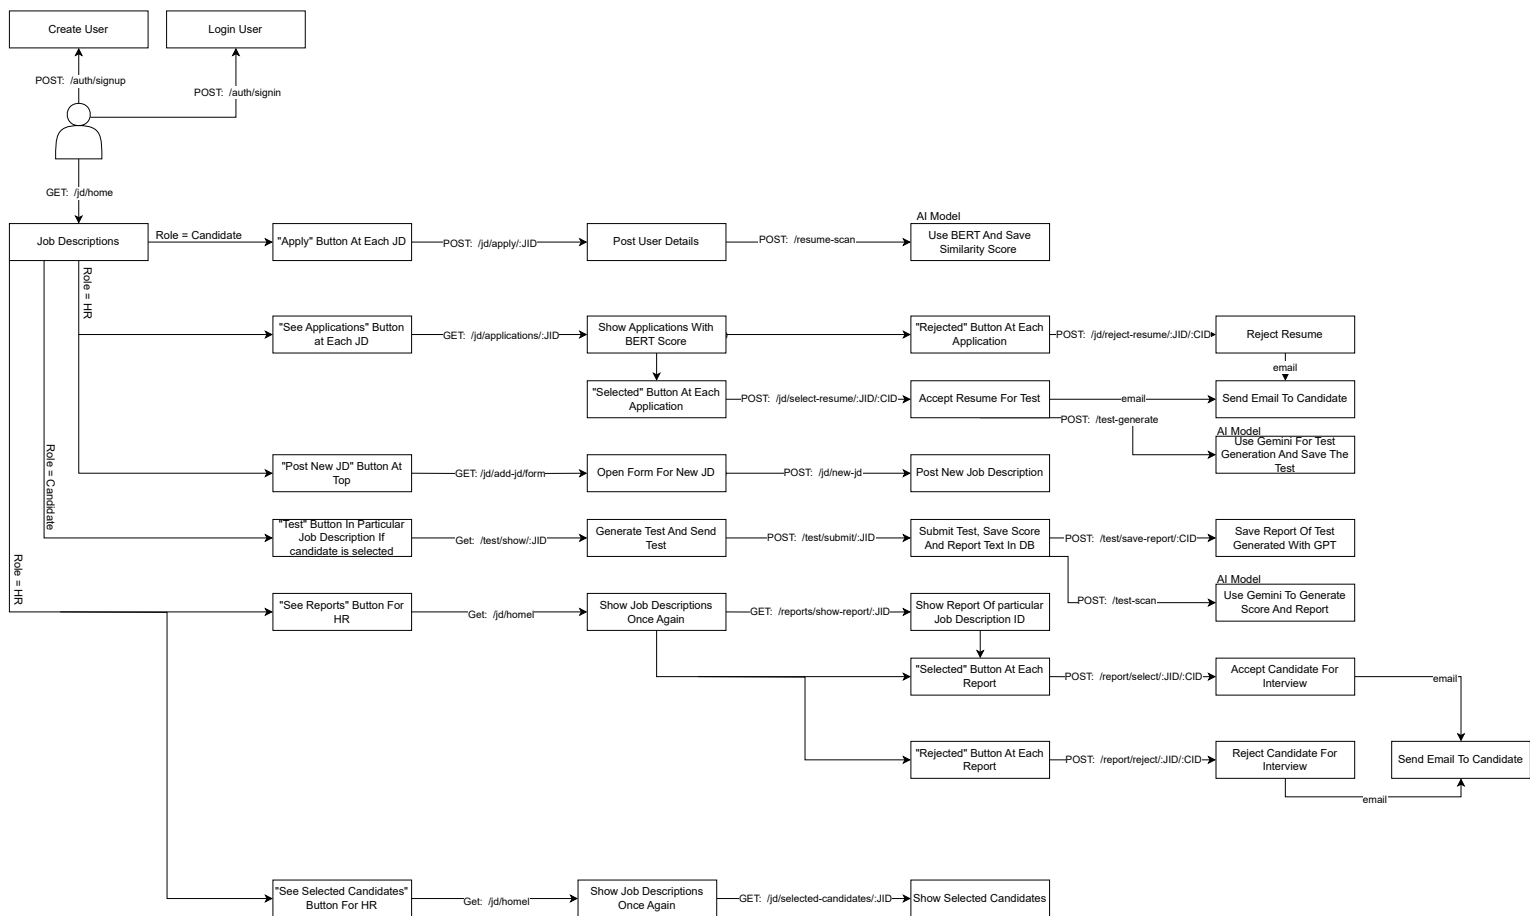 Create User
Login User
POST: /auth/signup
POST: /auth/signin
GET: /jd/home
Job Descriptions
Role = Candidate
"Apply" Button At Each JD
POST: /jd/apply/:JID
Post User Details
POST: /resume-scan
AI Model
Use BERT And Save
Similarity Score
Role = HR
"See Applications" Button
at Each JD
GET: /jd/applications/:JID
Show Applications With
BERT Score
"Rejected" Button At Each
Application
POST: /jd/reject-resume/:JID/:CID
Reject Resume
email
"Selected" Button At Each
Application
POST: /jd/select-resume/:JID/:CID
Accept Resume For Test
email
Send Email To Candidate
POST: /test-generate
AI Model
Use Gemini For Test
Generation And Save The
Test
"Post New JD" Button At
Top
GET: /jd/add-jd/form
Open Form For New JD
POST: /jd/new-jd
Post New Job Description
Role = Candidate
"Test" Button In Particular
Job Description If
candidate is selected
Get: /test/show/:JID
Generate Test And Send
Test
POST: /test/submit/:JID
Submit Test, Save Score
And Report Text In DB
POST: /test/save-report/:CID
Save Report Of Test
Generated With GPT
POST: /test-scan
AI Model
Use Gemini To Generate
Score And Report
Role = HR
"See Reports" Button For
HR
Get: /jd/homel
Show Job Descriptions
Once Again
GET: /reports/show-report/:JID
Show Report Of particular
Job Description ID
"Selected" Button At Each
Report
POST: /report/select/:JID/:CID
Accept Candidate For
Interview
email
"Rejected" Button At Each
Report
POST: /report/reject/:JID/:CID
Reject Candidate For
Interview
Send Email To Candidate
email
"See Selected Candidates"
Button For HR
Get: /jd/homel
Show Job Descriptions
Once Again
GET: /jd/selected-candidates/:JID
Show Selected Candidates